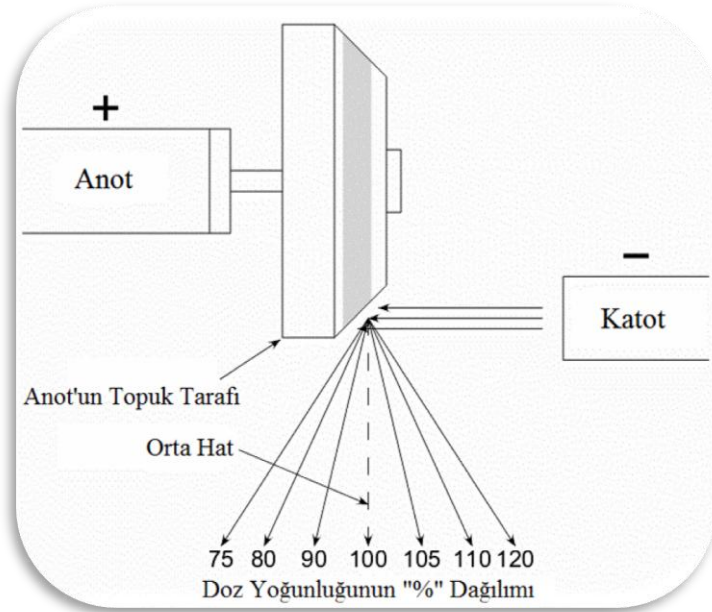 +
Anot
−
Katot
Anot'un Topuk Tarafı
Orta Hat
75 80 90 100 105 110 120
Doz Yoğunluğunun "%" Dağılımı